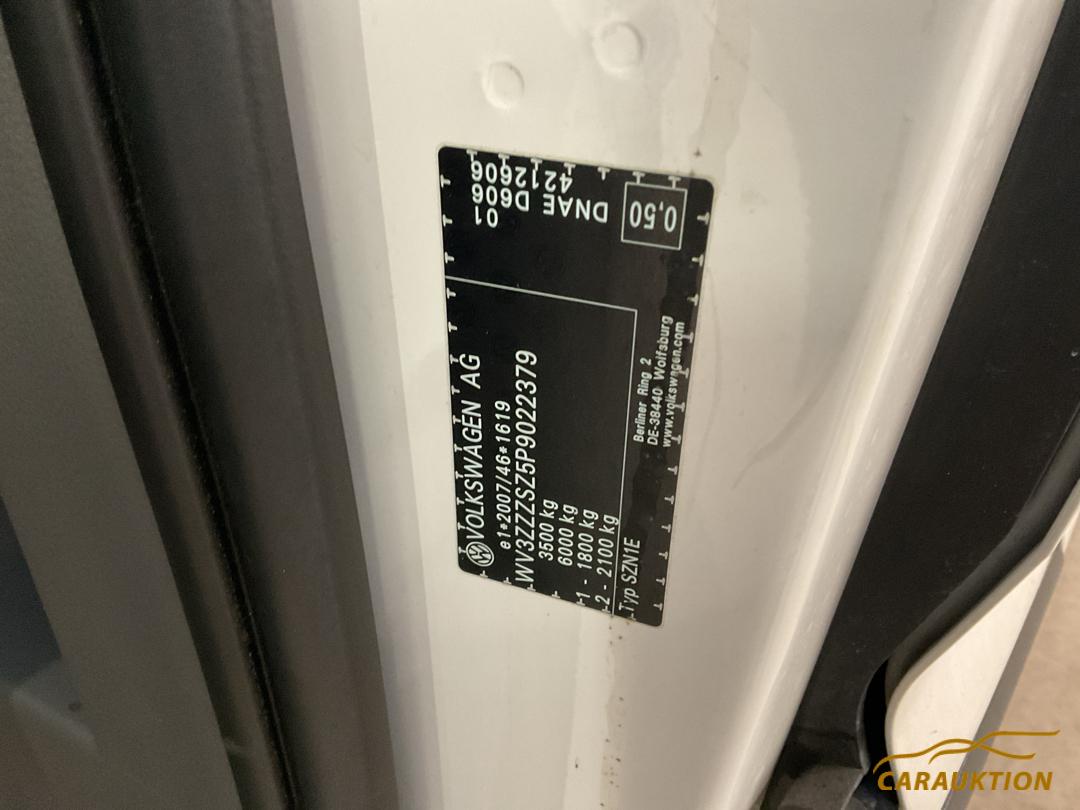 VOLKSWAGEN AG
e1*2007/46*1619
WV3ZZZSZ5P9022379
3500 kg
6000 kg
1 - 1800 kg
2 - 2100 kg
Typ SZN1E
Berliner Ring 2
DE-38440 Wolfsburg
www.volkswagen.com
01
DNAE D606
4212606
0,50
CARAUKTION